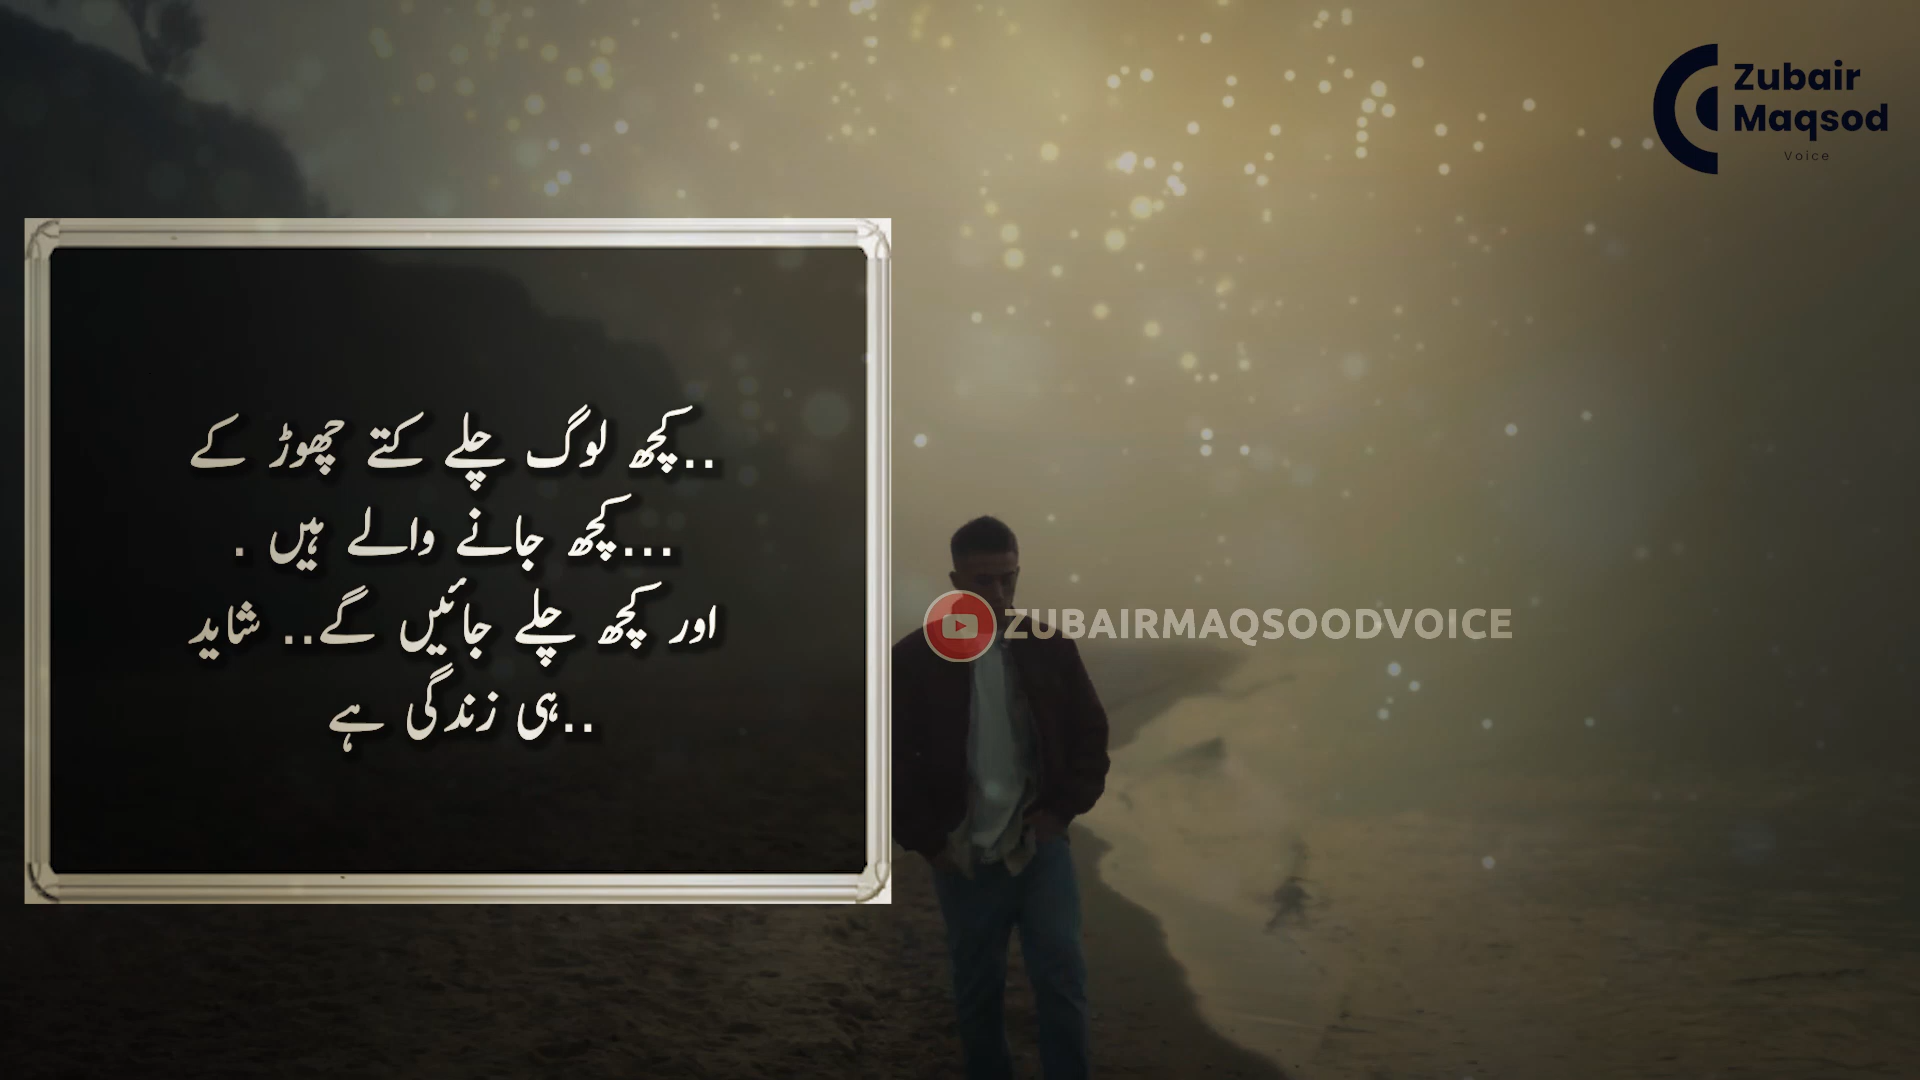 Zubair
Maqsod
Voice
..کچھ لوگ چلے کتے چھوڑ کے
...کچھ جانے والے ہیں .
اور کچھ چلے جائیں گے.. شاید
..ہی زندگی ہے
ZUBAIRMAQSOODVOICE